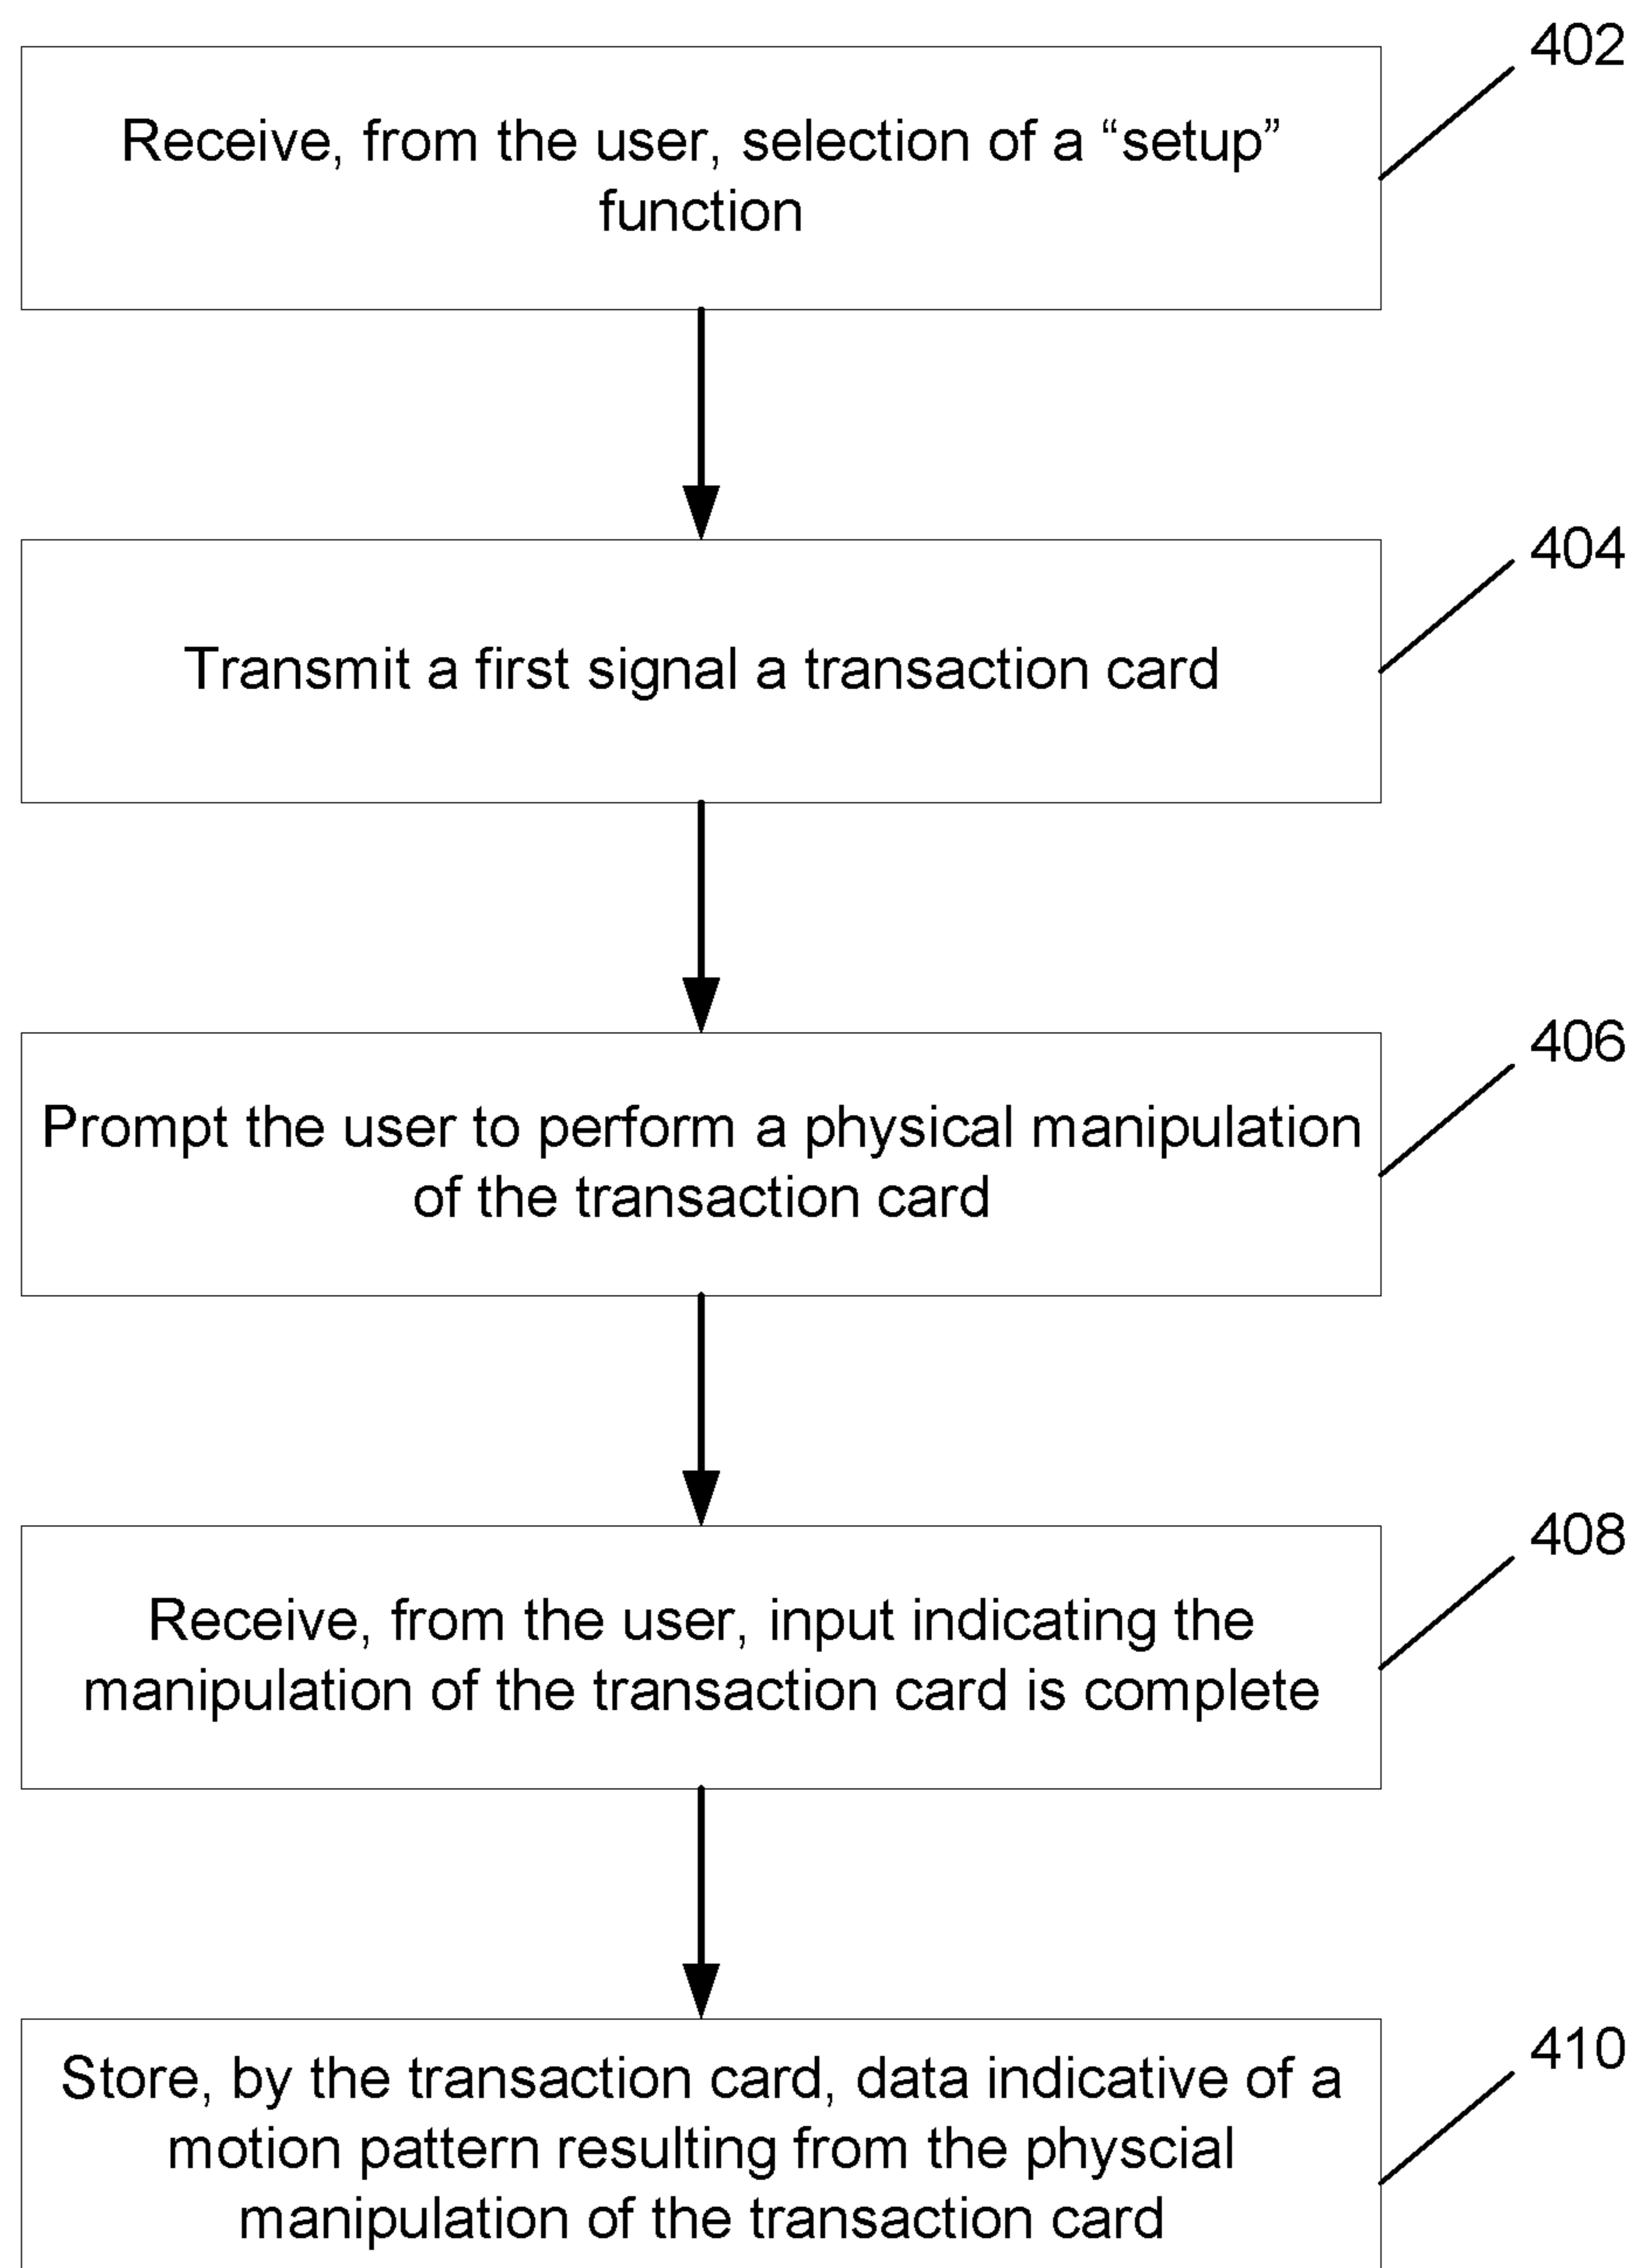 402
Receive, from the user, selection of a “setup”
function
404
Transmit a first signal a transaction card
406
Prompt the user to perform a physical manipulation
of the transaction card
408
Receive, from the user, input indicating the
manipulation of the transaction card is complete
410
Store, by the transaction card, data indicative of a
motion pattern resulting from the physcial
manipulation of the transaction card